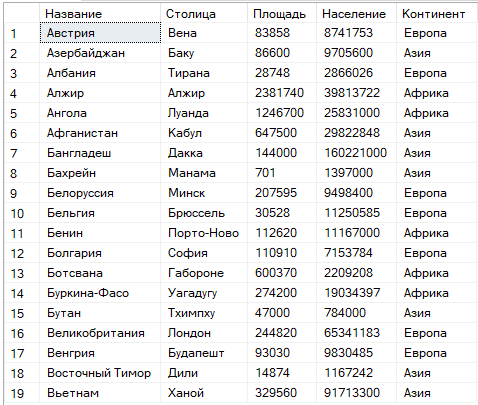 Название Столица Площадь Население Континент
1 Австрия Вена 83858 8741753 Европа
2 Азербайджан Баку 86600 9705600 Азия
3 Албания Тирана 28748 2866026 Европа
4 Алжир Алжир 2381740 39813722 Африка
5 Ангола Луанда 1246700 25831000 Африка
6 Афганистан Кабул 647500 29822848 Азия
7 Бангладеш Дакка 144000 160221000 Азия
8 Бахрейн Манама 701 1397000 Азия
9 Белоруссия Минск 207595 9498400 Европа
10 Бельгия Брюссель 30528 11250585 Европа
11 Бенин Порто-Ново 112620 11167000 Африка
12 Болгария София 110910 7153784 Европа
13 Ботсвана Габороне 600370 2209208 Африка
14 Буркина-Фасо Уагадугу 274200 19034397 Африка
15 Бутан Тхимпху 47000 784000 Азия
16 Великобритания Лондон 244820 65341183 Европа
17 Венгрия Будапешт 93030 9830485 Европа
18 Восточный Тимор Дили 14874 1167242 Азия
19 Вьетнам Ханой 329560 91713300 Азия